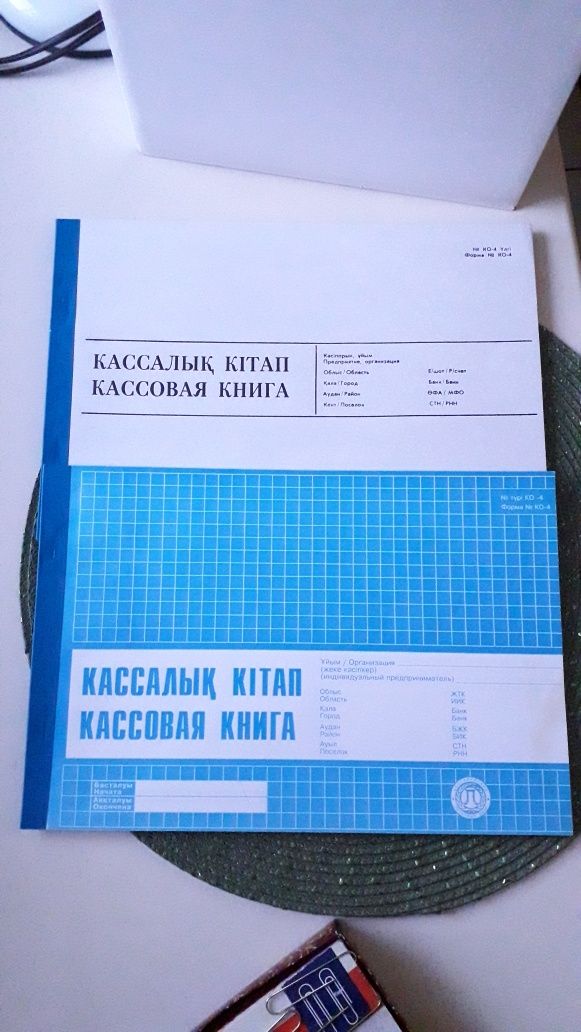 № КО-4 Үлгі
Форма № КО-4
КАССАЛЫҚ КІТАП
КАССОВАЯ КНИГА
Кәсіпорын, ұйым
Предприятие, организация
Облыс/Область Е/шот / Р/счет
Қала/Город Банк/Банк
Аудан/Район ӨФА / МФО
Кент/Поселок СТН/РНН
№ түрі КО -4
Форма № КО-4
КАССАЛЫҚ КІТАП
КАССОВАЯ КНИГА
Ұйым / Организация
(жеке кәсіпкер)
(индивидуальный предприниматель)
Облыс ЖТК
Область ИИК
Қала Банк
Город Банк
Аудан БЖК
Район БИК
Ауыл СТН
Поселок РНН
Басталуы
Начата
Аяқталуы
Окончена